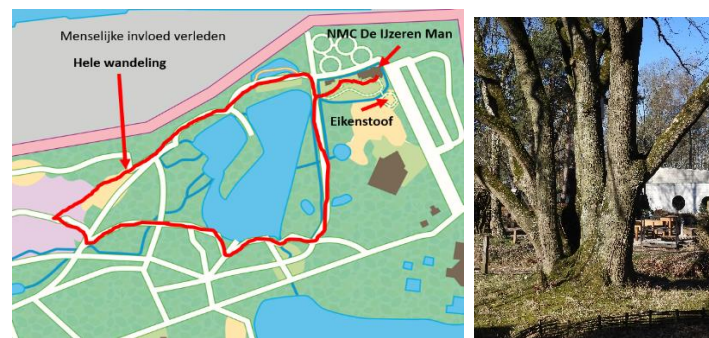 Menselijke invloed verleden
Hele wandeling
NMC De IJzeren Man
Eikenstoof